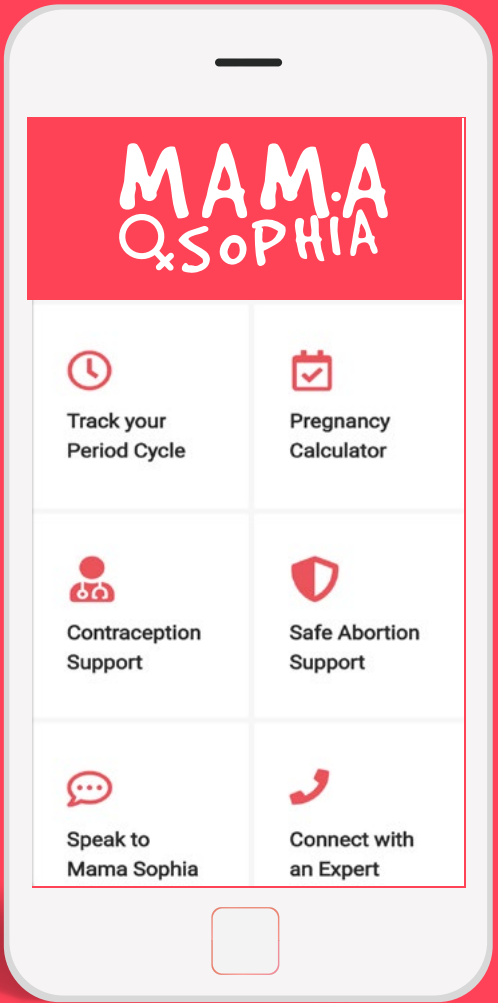 MAMA
SOPHIA
Track your
Period Cycle
Pregnancy
Calculator
Contraception
Support
Safe Abortion
Support
Speak to
Mama Sophia
Connect with
an Expert